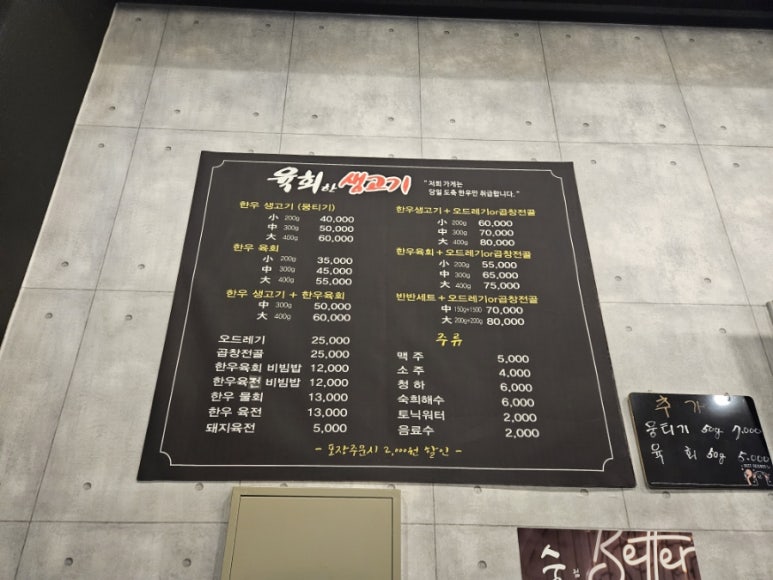 육회한 생고기
"저희 가게는
당일 도축 한우만 취급합니다."
한우 생고기 (뭉티기)
小 200g 40,000
中 300g 50,000
大 400g 60,000
한우 육회
小 200g 35,000
中 300g 45,000
大 400g 55,000
한우 생고기 + 한우육회
中 300g 50,000
大 400g 60,000
오드레기 25,000
곱창전골 25,000
한우육회 비빔밥 12,000
한우육전 비빔밥 12,000
한우 물회 13,000
한우 육전 13,000
돼지육전 5,000
한우생고기+오드레기or곱창전골
小 200g 60,000
中 300g 70,000
大 400g 80,000
한우육회+오드레기or곱창전골
小 200g 55,000
中 300g 65,000
大 400g 75,000
반반세트+오드레기or곱창전골
中 150g+150G 70,000
大 200g+200g 80,000
주류
맥 주 5,000
소 주 4,000
청 하 6,000
숙희해수 6,000
토닉워터 2,000
음료수 2,000
- 포장주문시 2,000원 할인 -
추가
뭉티기 50g 7.000
육 회 50g 5.000
Better